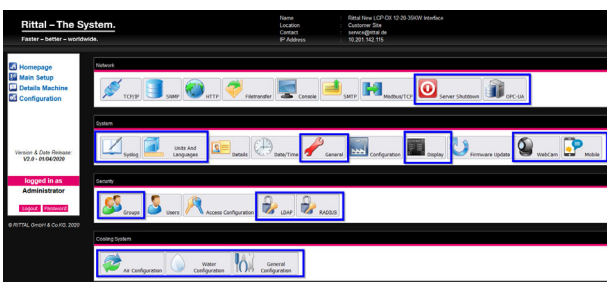 Rittal – The System.
Faster – better – worldwide.
Name : Rittal New LCP-DX 12-20-35KW Interface
Location : Customer Site
Contact : service@rittal.de
IP Address : 10.201.142.115
Homepage
Main Setup
Details Machine
Configuration
Version & Date Release:
V2.0 - 01/04/2020
logged in as
Administrator
Logout Password
© RITTAL GmbH & Co.KG, 2020
Network
TCP/IP SNMP HTTP Filetransfer Console SMTP Modbus/TCP Server Shutdown OPC-UA
System
Syslog Units And Languages Details Date/Time General Configuration Display Firmware Update WebCam Mobile
Security
Groups Users Access Configuration LDAP RADIUS
Cooling System
Air Configuration Water Configuration General Configuration